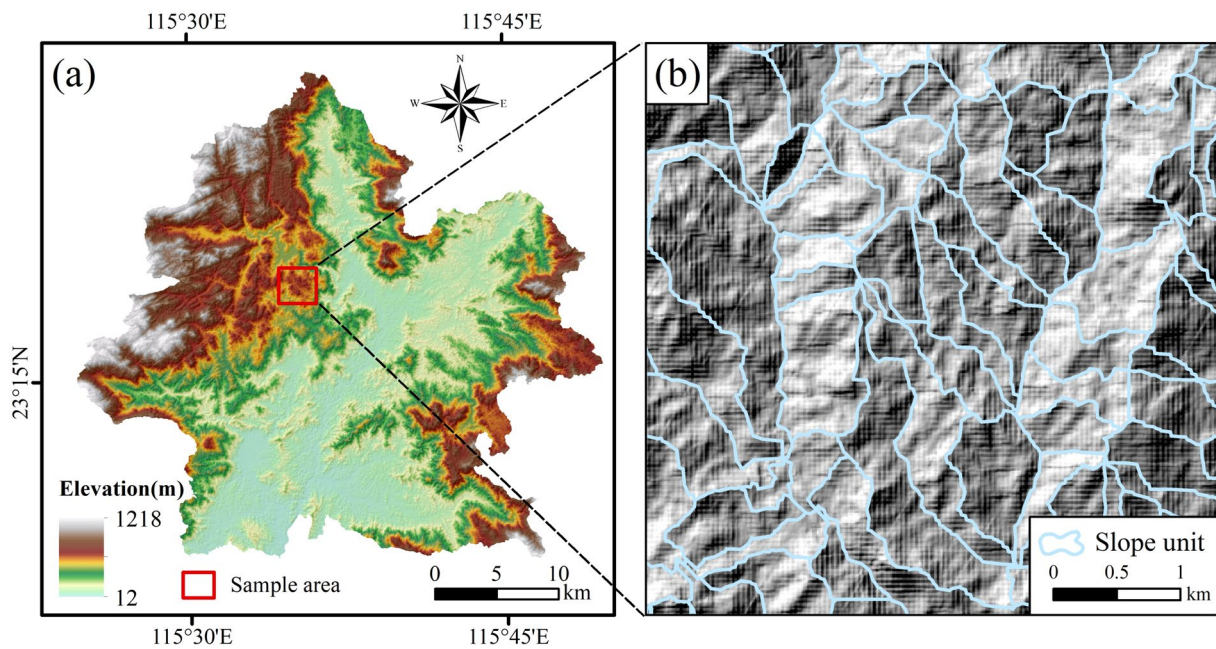 115°30'E
115°45'E
(a)
N
W
E
S
23°15'N
Elevation(m)
1218
12
Sample area
0
5
10
km
115°30'E
115°45'E
(b)
Slope unit
0
0.5
1
km